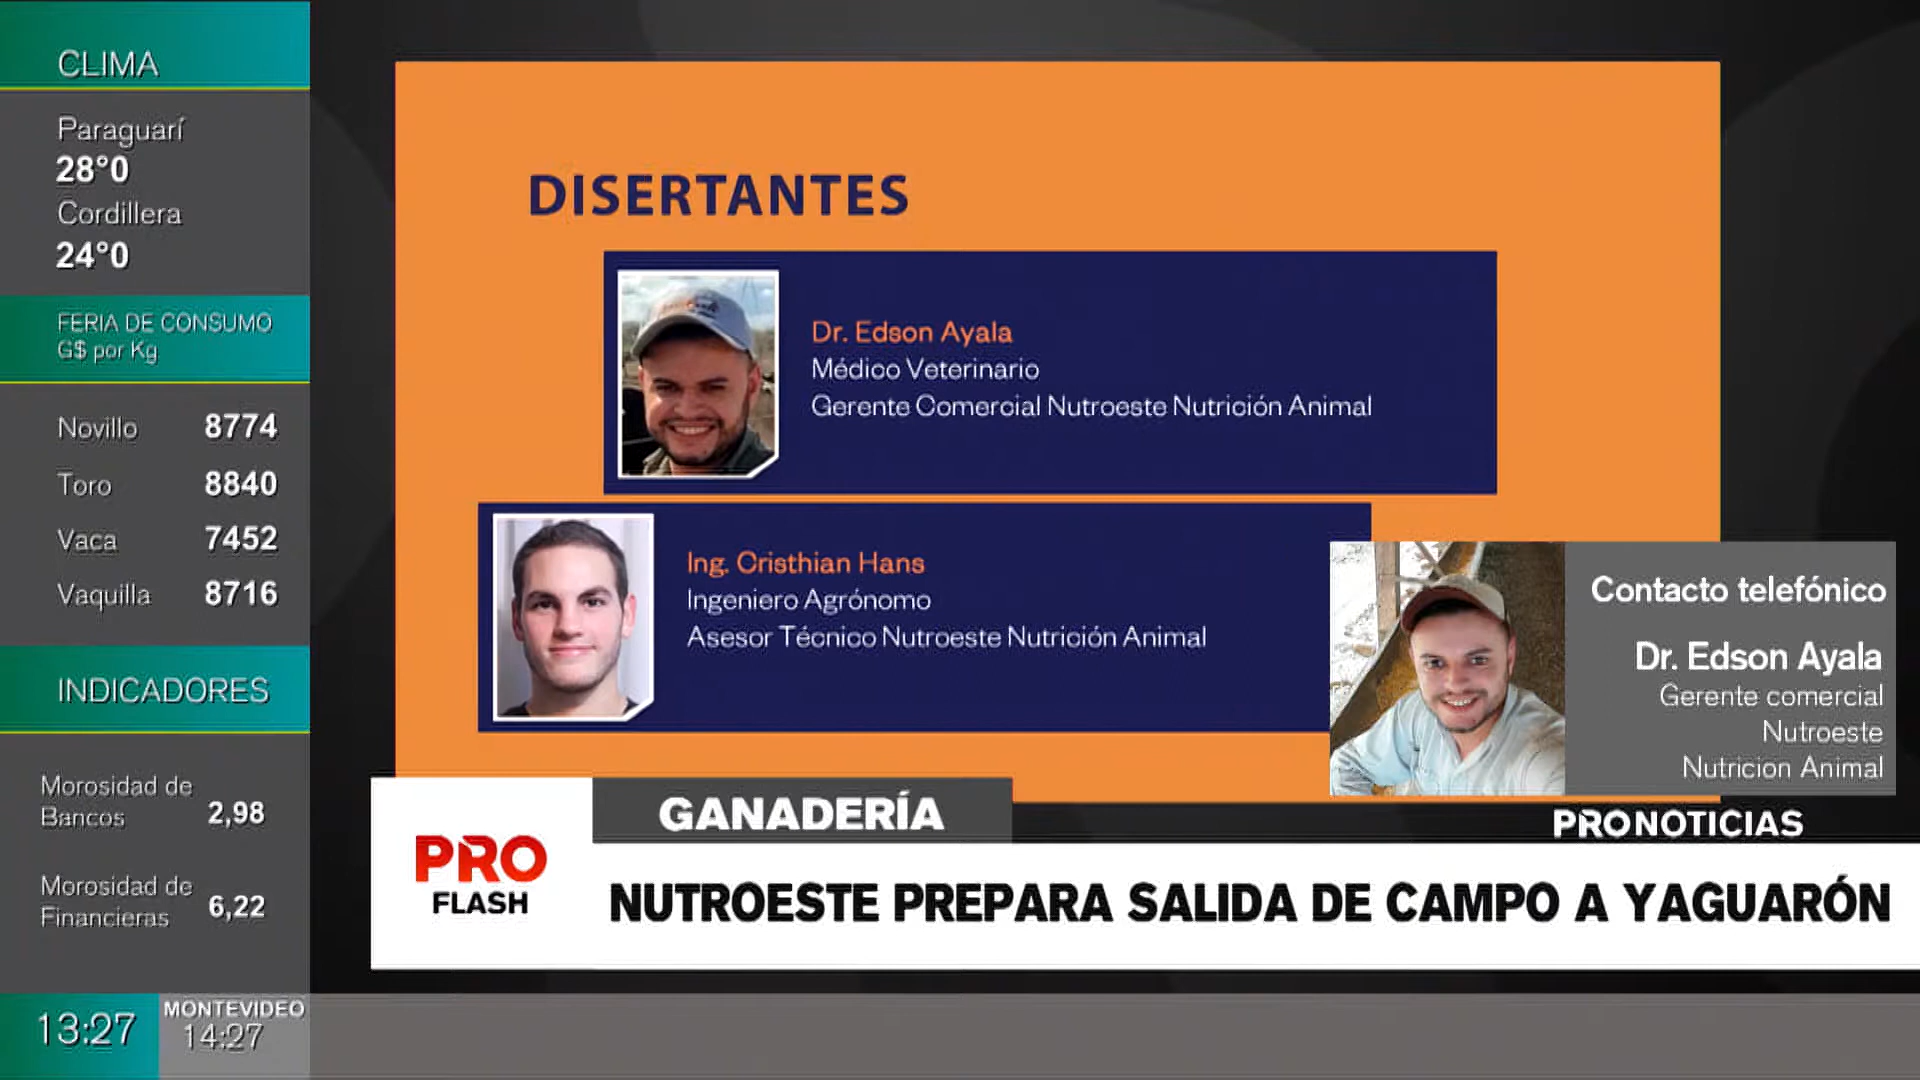 CLIMA
Paraguarí
28°0
Cordillera
24°0
FERIA DE CONSUMO
G$ por Kg
Novillo 8774
Toro 8840
Vaca 7452
Vaquilla 8716
INDICADORES
Morosidad de
Bancos 2,98
Morosidad de
Financieras 6,22
13:27
MONTEVIDEO
14:27
DISERTANTES
Dr. Edson Ayala
Médico Veterinario
Gerente Comercial Nutroeste Nutrición Animal
Ing. Cristhian Hans
Ingeniero Agrónomo
Asesor Técnico Nutroeste Nutrición Animal
Contacto telefónico
Dr. Edson Ayala
Gerente comercial
Nutroeste
Nutricion Animal
GANADERÍA
PRONOTICIAS
PRO
FLASH
NUTROESTE PREPARA SALIDA DE CAMPO A YAGUARÓN